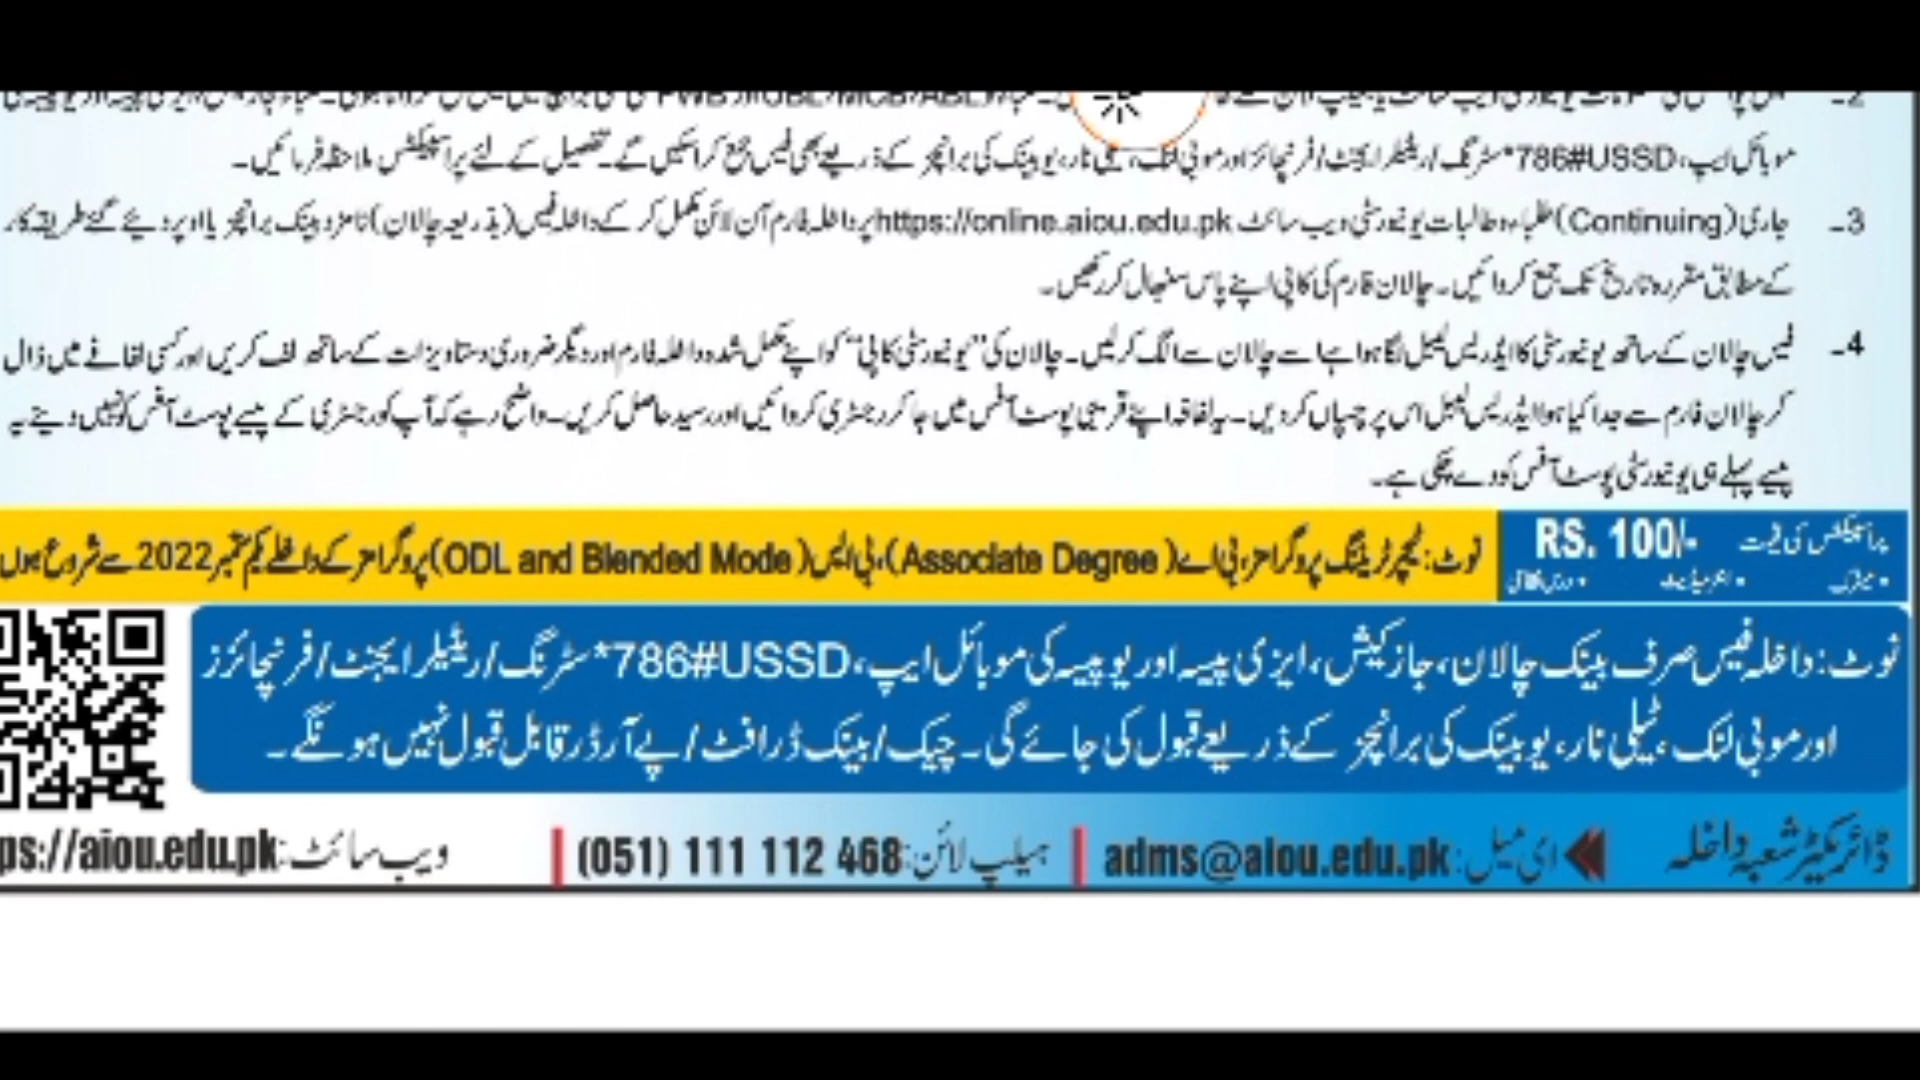 موبائل ایپ، USSD#786* سٹرنگ/ریٹیلر ایجنٹ/فرنچائز اور موبی لنک، ٹیلی نار، یو بینک کی برانچز کے ذریعے بھی فیس جمع کرا سکیں گے۔ تفصیل کے لئے پراسپیکٹس ملاحظہ فرمائیں۔
3۔ جاری (Continuing) طلباء و طالبات یونیورسٹی ویب سائٹ https://online.aiou.edu.pk پر داخلہ فارم آن لائن مکمل کر کے داخلہ فیس (بذریعہ چالان) نامزد بینک برانچز یا اوپر دیئے گئے طریقہ کار
کے مطابق مقررہ تاریخ تک جمع کروائیں۔ چالان فارم کی کاپی اپنے پاس سنبھال کر رکھیں۔
4۔ فیس چالان کے ساتھ یونیورسٹی کا ایڈریس لیبل لگا ہوا ہے اسے چالان سے الگ کر لیں۔ چالان کی "یونیورسٹی کاپی" کو اپنے مکمل شدہ داخلہ فارم اور دیگر ضروری دستاویزات کے ساتھ لف کریں اور کسی لفافے میں ڈال
کر چالان فارم سے جدا کیا ہوا ایڈریس لیبل اس پر چسپاں کر دیں۔ یہ لفافہ اپنے قریبی پوسٹ آفس میں جا کر رجسٹری کروائیں اور رسید حاصل کریں۔ واضح رہے کہ آپ کو رجسٹری کے پیسے پوسٹ آفس کو نہیں دینے یہ
پیسے پہلے ہی یونیورسٹی پوسٹ آفس کو دے چکی ہے۔
پراسپیکٹس کی قیمت RS. 100/-
• میٹرک • انٹرمیڈیٹ • درس نظامی
نوٹ: ٹیچر ٹریننگ پروگرامز، بی اے (Associate Degree)، بی ایس (ODL and Blended Mode) پروگرامز کے داخلے یکم ستمبر 2022 سے شروع ہوں
نوٹ: داخلہ فیس صرف بینک چالان، جاز کیش، ایزی پیسہ اور یو پیسہ کی موبائل ایپ، USSD#786* سٹرنگ/ریٹیلر ایجنٹ/فرنچائزز
اور موبی لنک، ٹیلی نار، یو بینک کی برانچز کے ذریعے قبول کی جائے گی۔ چیک/بینک ڈرافٹ/پے آرڈر قابل قبول نہیں ہونگے۔
ڈائریکٹر شعبہ داخلہ ای میل: adms@aiou.edu.pk ہیلپ لائن: (051) 111 112 468 ویب سائٹ: ps://aiou.edu.pk